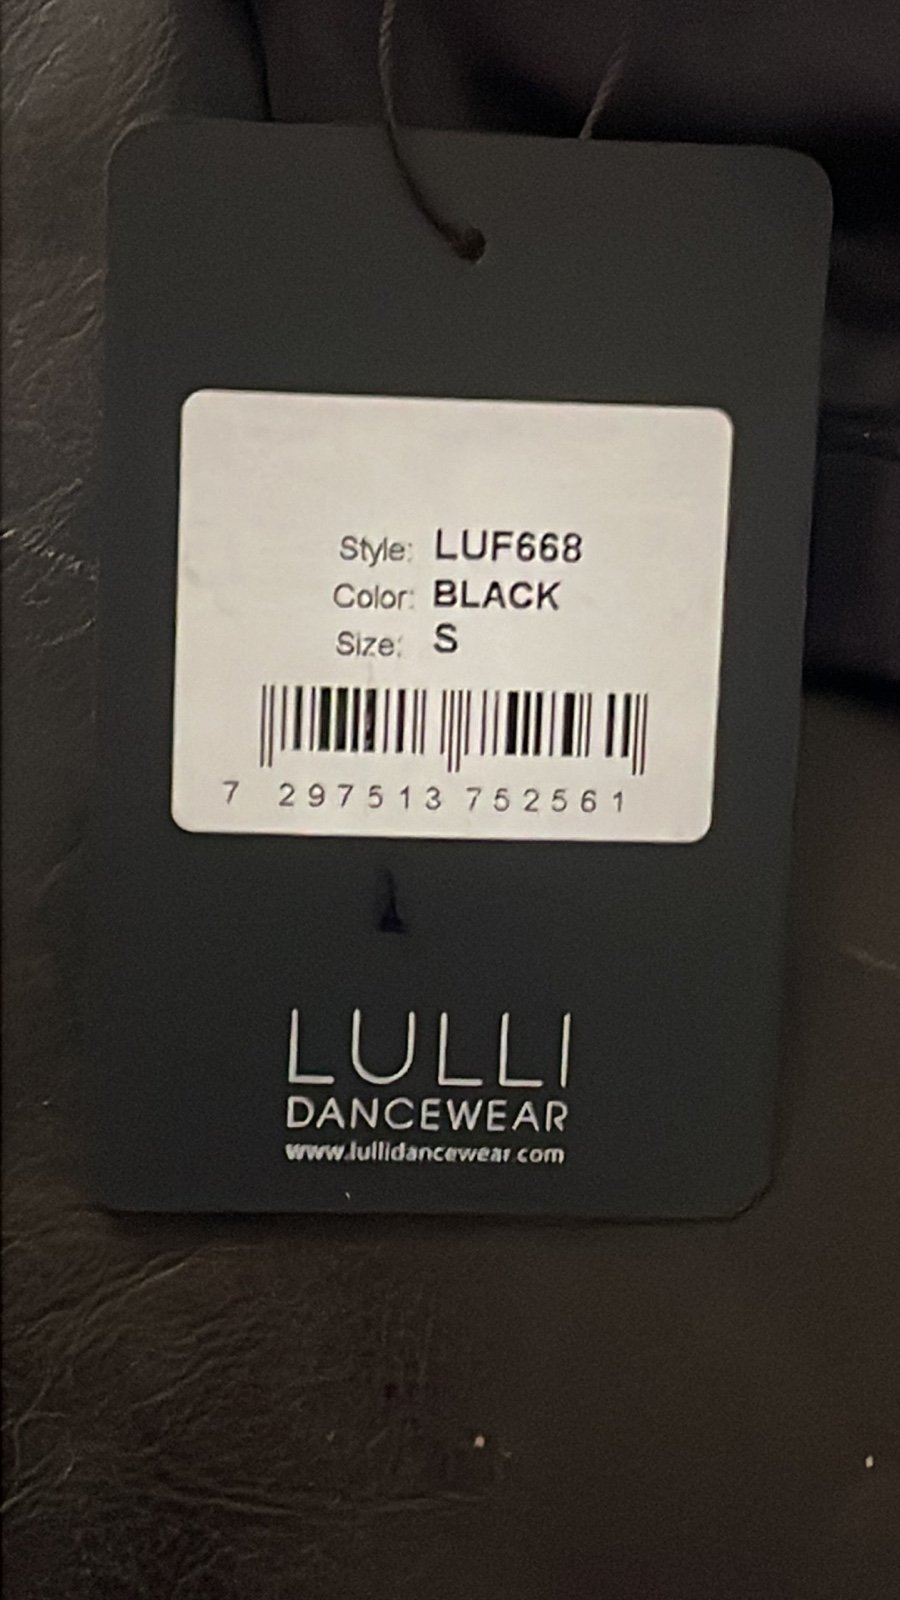 Style: LUF668
Color: BLACK
Size: S
7 297513 752561
LULLI
DANCEWEAR
www.lullidancewear.com